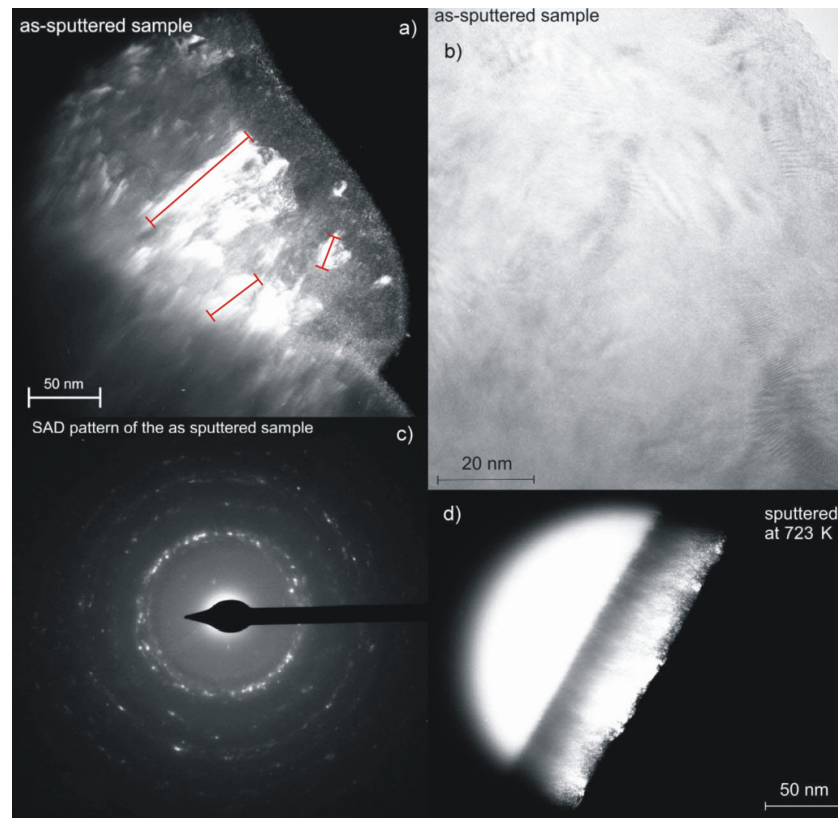 as-sputtered sample
a)
50 nm
as-sputtered sample
b)
20 nm
SAD pattern of the as sputtered sample
c)
d)
sputtered
at 723 K
50 nm